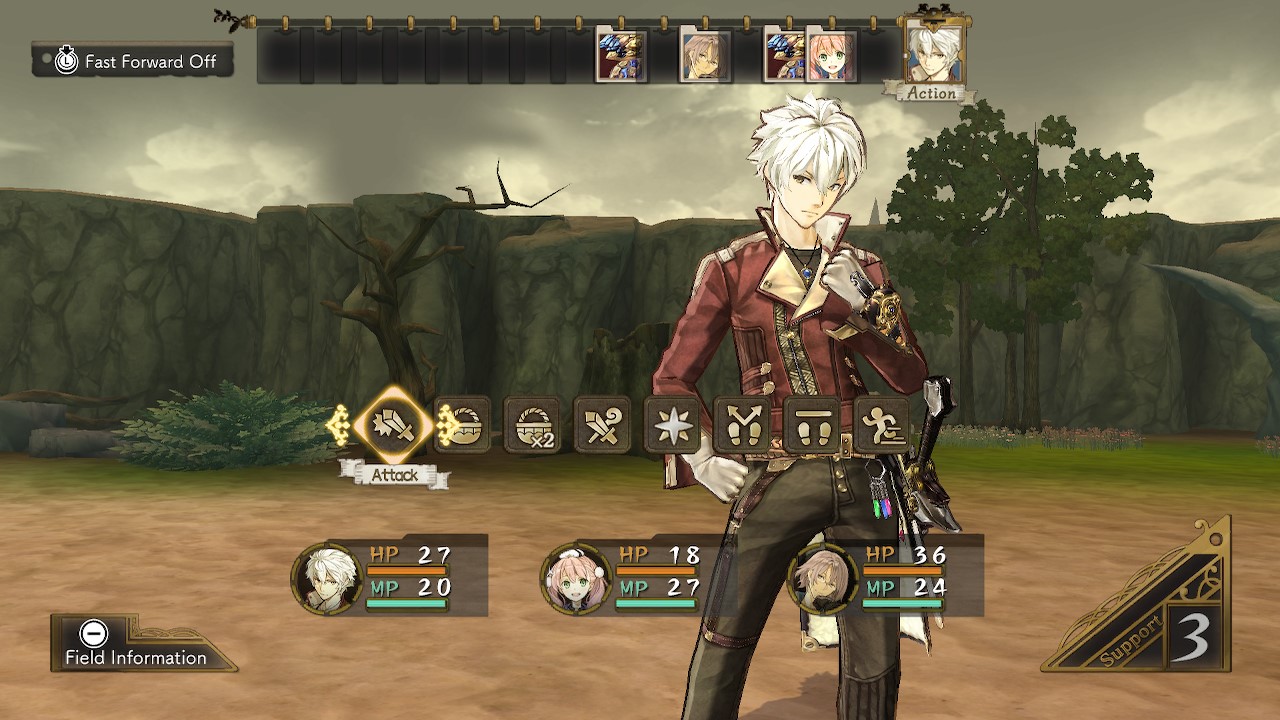 Fast Forward Off
Action
x2
Attack
HP 27
MP 20
HP 18
MP 27
HP 36
MP 24
Field Information
Support 3